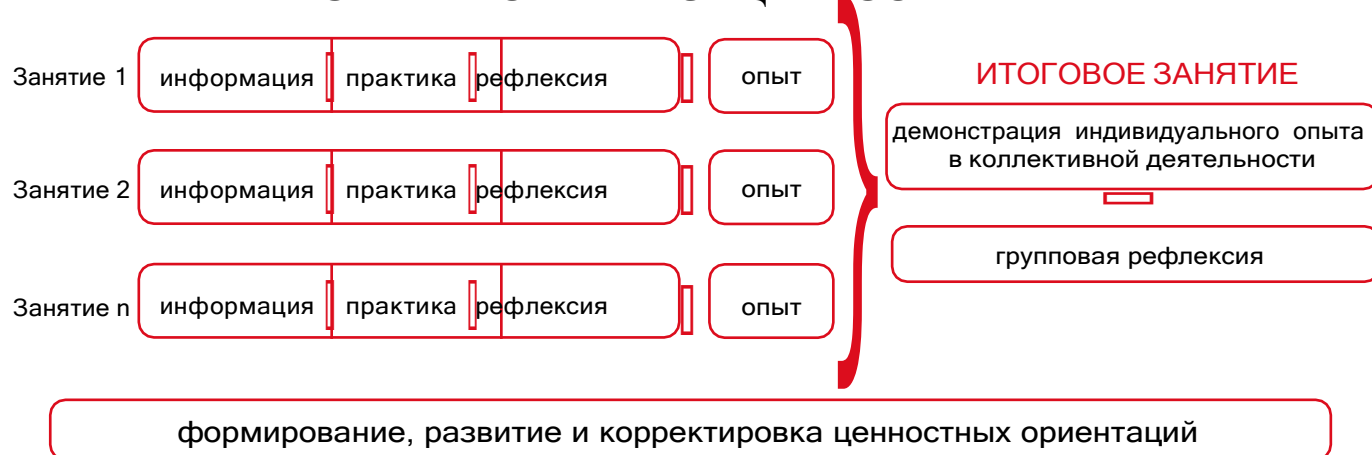 Занятие 1 информация практика рефлексия опыт
Занятие 2 информация практика рефлексия опыт
Занятие n информация практика рефлексия опыт
ИТОГОВОЕ ЗАНЯТИЕ
демонстрация индивидуального опыта
в коллективной деятельности
групповая рефлексия
формирование, развитие и корректировка ценностных ориентаций